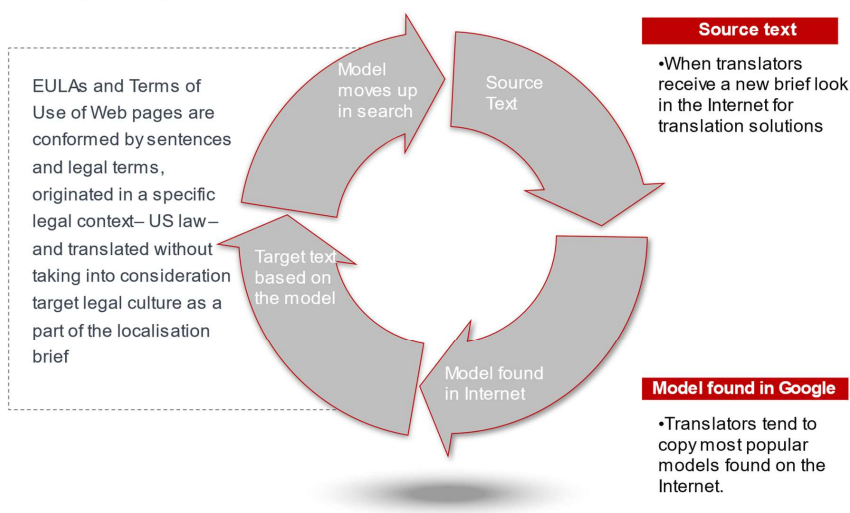 EULAs and Terms of
Use of Web pages are
conformed by sentences
and legal terms,
originated in a specific
legal context– US law–
and translated without
taking into consideration
target legal culture as a
part of the localisation
brief
Model
moves up
in search
Source
Text
Target text
based on
the model
Model found
in Internet
Source text
•When translators
receive a new brief look
in the Internet for
translation solutions
Model found in Google
•Translators tend to
copy most popular
models found on the
Internet.